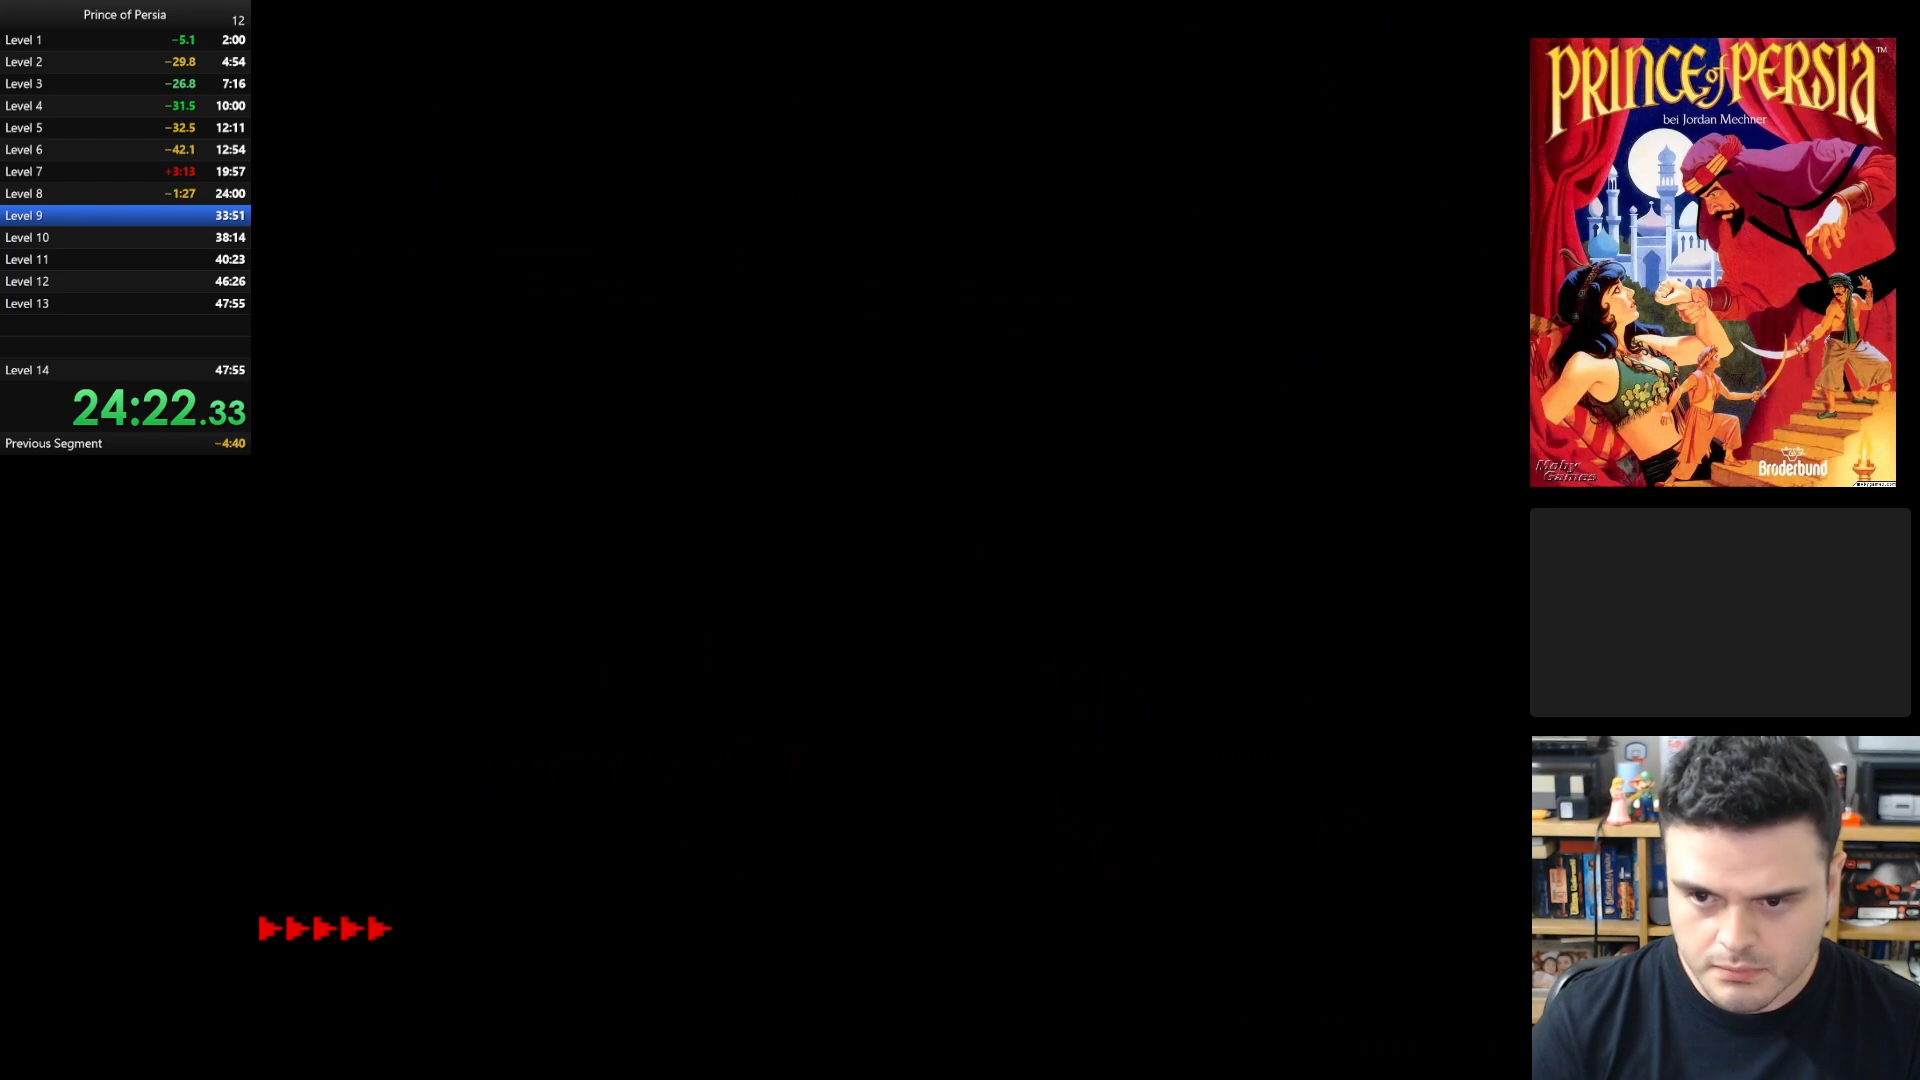 Prince of Persia
12
Level 1 −5.1 2:00
Level 2 −29.8 4:54
Level 3 −26.8 7:16
Level 4 −31.5 10:00
Level 5 −32.5 12:11
Level 6 −42.1 12:54
Level 7 +3:13 19:57
Level 8 −1:27 24:00
Level 9 33:51
Level 10 38:14
Level 11 40:23
Level 12 46:26
Level 13 47:55
Level 14 47:55
24:22.33
Previous Segment −4:40
PRINCE of PERSIA™
bei Jordan Mechner
Moby
Games
Brøderbund